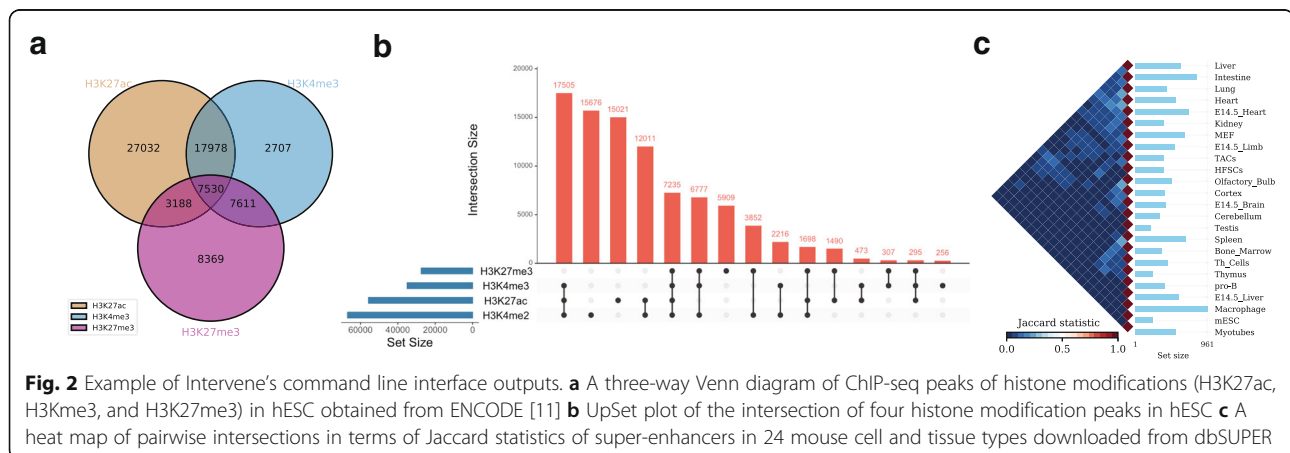 a
H3K27ac
H3K4me3
27032
17978
2707
7530
3188
7611
8369
H3K27ac
H3K4me3
H3K27me3
H3K27me3
b
20000
15000
10000
5000
0
Intersection Size
17505
15676
15021
12011
7235
6777
5909
3852
2216
1698
1490
473
307
295
256
H3K27me3
H3K4me3
H3K27ac
H3K4me2
60000
40000
20000
0
Set Size
c
Liver
Intestine
Lung
Heart
E14.5_Heart
Kidney
MEF
E14.5_Limb
TACs
HFSCs
Olfactory_Bulb
Cortex
E14.5_Brain
Cerebellum
Testis
Spleen
Bone_Marrow
Th_Cells
Thymus
pro-B
E14.5_Liver
Macrophage
mESC
Myotubes
Jaccard statistic
0.0 0.5 1.0
1 961
Set size
Fig. 2 Example of Intervene's command line interface outputs. a A three-way Venn diagram of ChIP-seq peaks of histone modifications (H3K27ac,
H3Kme3, and H3K27me3) in hESC obtained from ENCODE [11] b UpSet plot of the intersection of four histone modification peaks in hESC c A
heat map of pairwise intersections in terms of Jaccard statistics of super-enhancers in 24 mouse cell and tissue types downloaded from dbSUPER